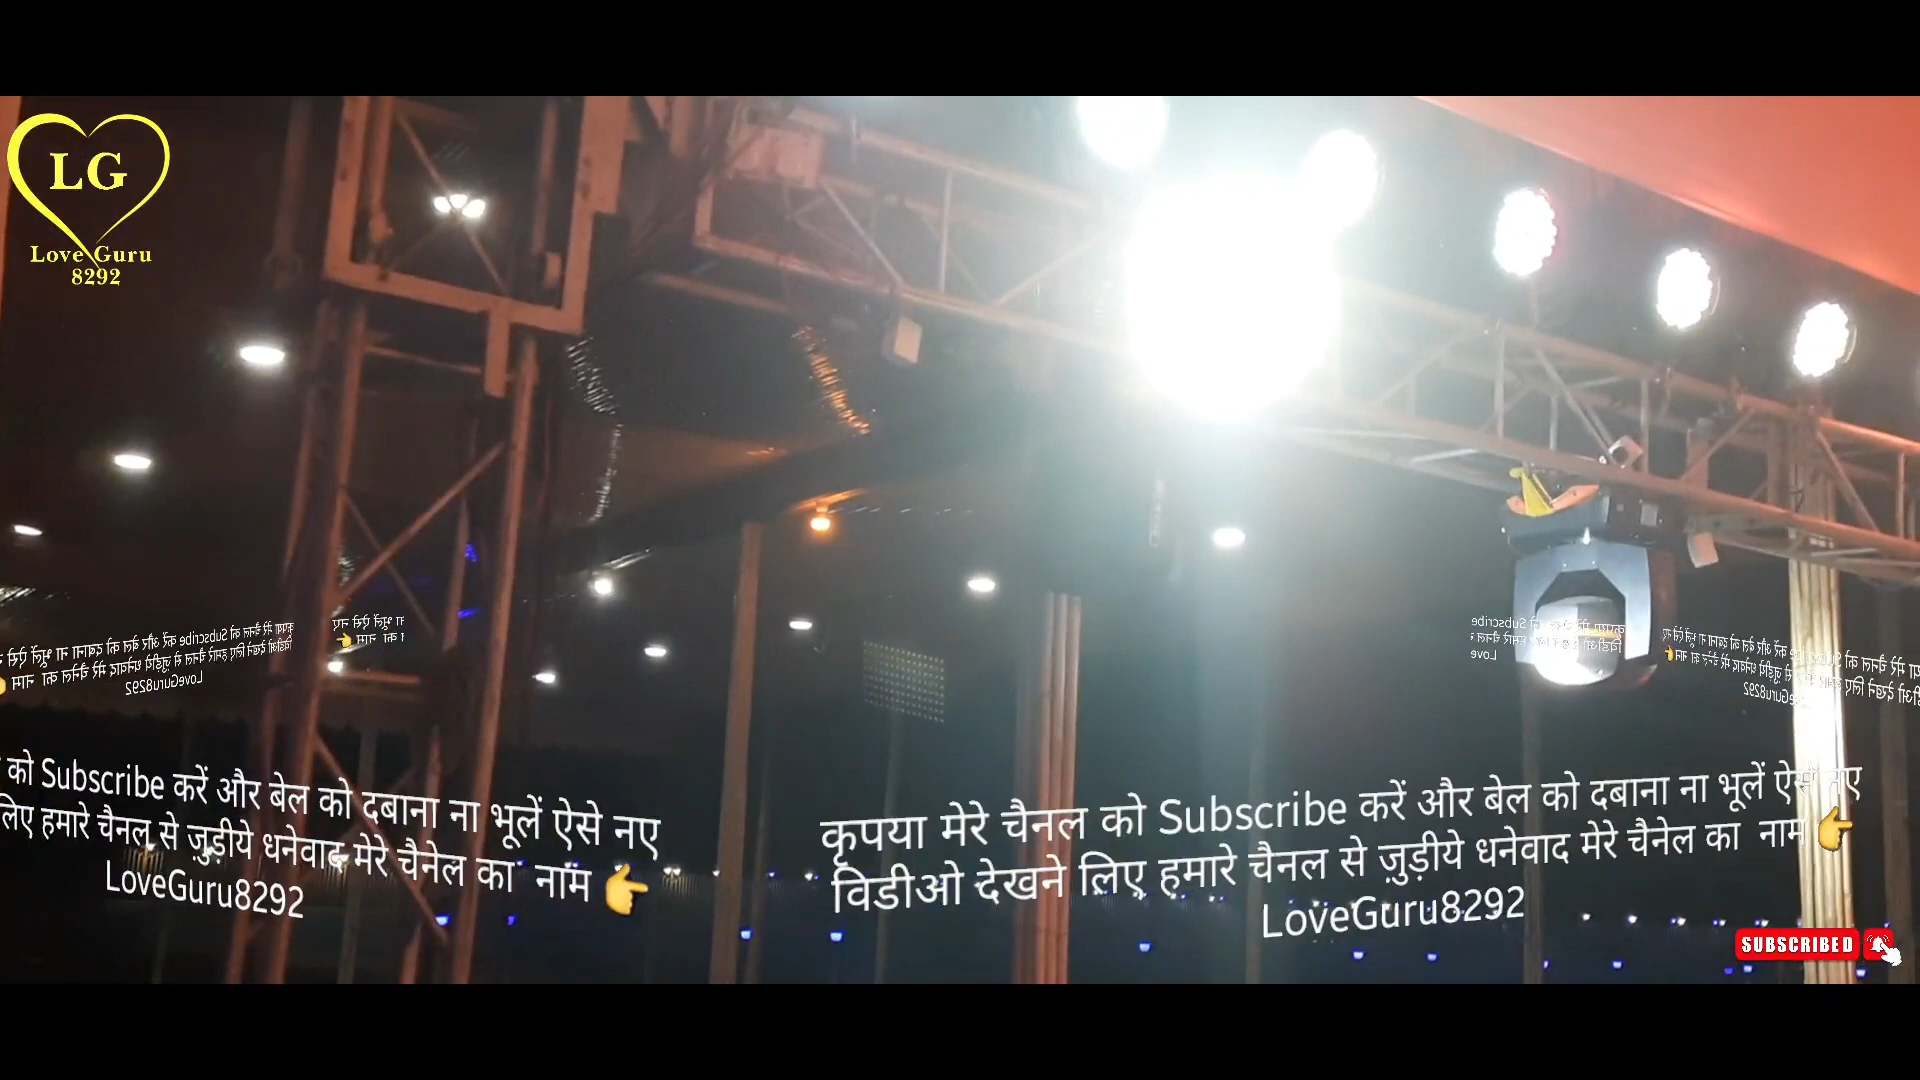 LG
Love Guru
8292
को Subscribe करें और बेल को दबाना ना भूलें ऐसे नए
लिए हमारे चैनल से जुड़ीये धनेवाद मेरे चैनेल का नाम 👉
LoveGuru8292
कृपया मेरे चैनल को Subscribe करें और बेल को दबाना ना भूलें ऐसे नए
विडीओ देखने लिए हमारे चैनल से जुड़ीये धनेवाद मेरे चैनेल का नाम 👉
LoveGuru8292
SUBSCRIBED